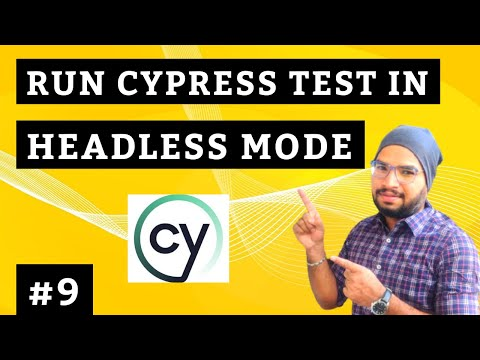 RUN CYPRESS TEST IN
HEADLESS MODE
cy
#9